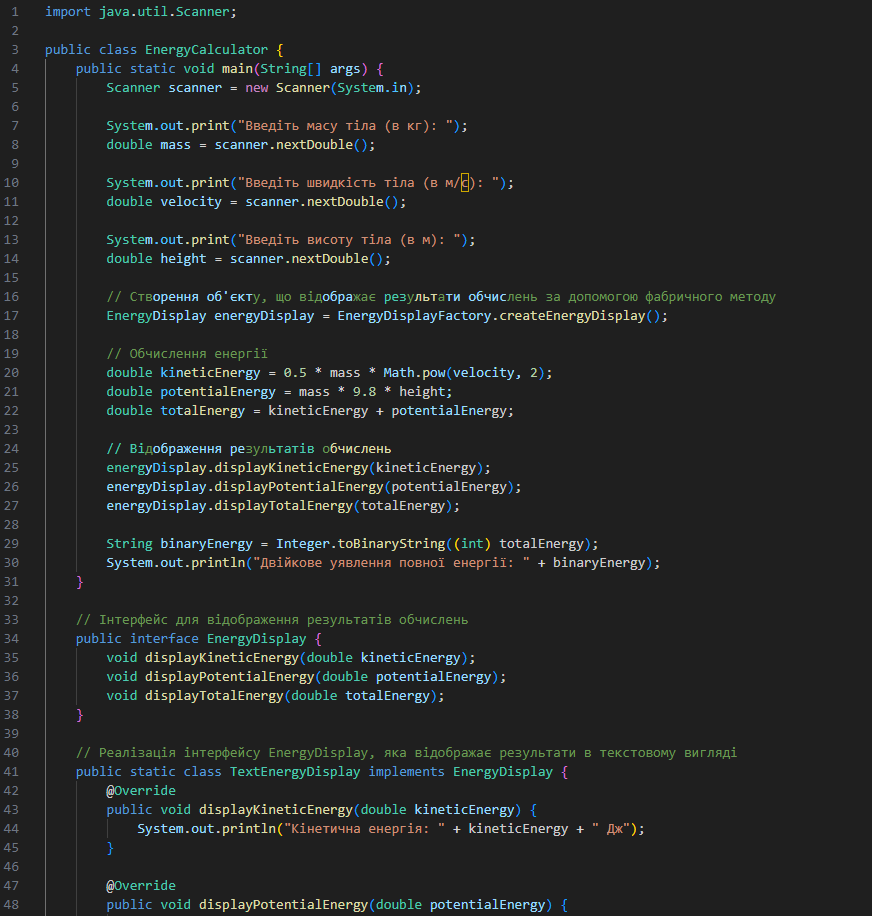 1 import java.util.Scanner;
2
3 public class EnergyCalculator {
4 public static void main(String[] args) {
5 Scanner scanner = new Scanner(System.in);
6
7 System.out.print("Введіть масу тіла (в кг): ");
8 double mass = scanner.nextDouble();
9
10 System.out.print("Введіть швидкість тіла (в м/с): ");
11 double velocity = scanner.nextDouble();
12
13 System.out.print("Введіть висоту тіла (в м): ");
14 double height = scanner.nextDouble();
15
16 // Створення об'єкту, що відображає результати обчислень за допомогою фабричного методу
17 EnergyDisplay energyDisplay = EnergyDisplayFactory.createEnergyDisplay();
18
19 // Обчислення енергії
20 double kineticEnergy = 0.5 * mass * Math.pow(velocity, 2);
21 double potentialEnergy = mass * 9.8 * height;
22 double totalEnergy = kineticEnergy + potentialEnergy;
23
24 // Відображення результатів обчислень
25 energyDisplay.displayKineticEnergy(kineticEnergy);
26 energyDisplay.displayPotentialEnergy(potentialEnergy);
27 energyDisplay.displayTotalEnergy(totalEnergy);
28
29 String binaryEnergy = Integer.toBinaryString((int) totalEnergy);
30 System.out.println("Двійкове уявлення повної енергії: " + binaryEnergy);
31 }
32
33 // Інтерфейс для відображення результатів обчислень
34 public interface EnergyDisplay {
35 void displayKineticEnergy(double kineticEnergy);
36 void displayPotentialEnergy(double potentialEnergy);
37 void displayTotalEnergy(double totalEnergy);
38 }
39
40 // Реалізація інтерфейсу EnergyDisplay, яка відображає результати в текстовому вигляді
41 public static class TextEnergyDisplay implements EnergyDisplay {
42 @Override
43 public void displayKineticEnergy(double kineticEnergy) {
44 System.out.println("Кінетична енергія: " + kineticEnergy + " Дж");
45 }
46
47 @Override
48 public void displayPotentialEnergy(double potentialEnergy) {